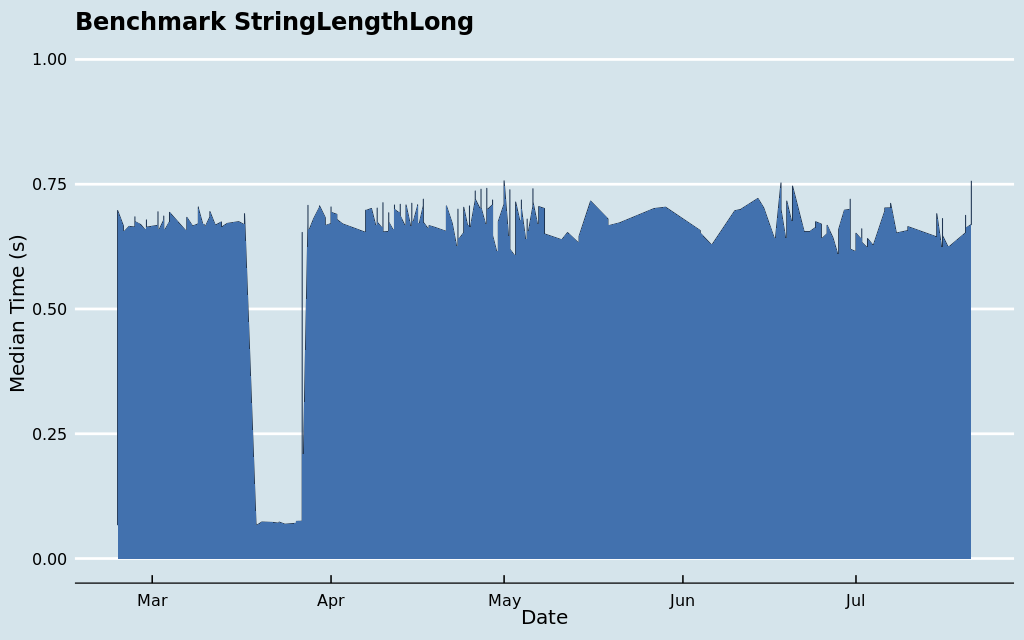 Benchmark StringLengthLong
1.00
0.75
0.50
0.25
0.00
Median Time (s)
Mar Apr May Jun Jul
Date